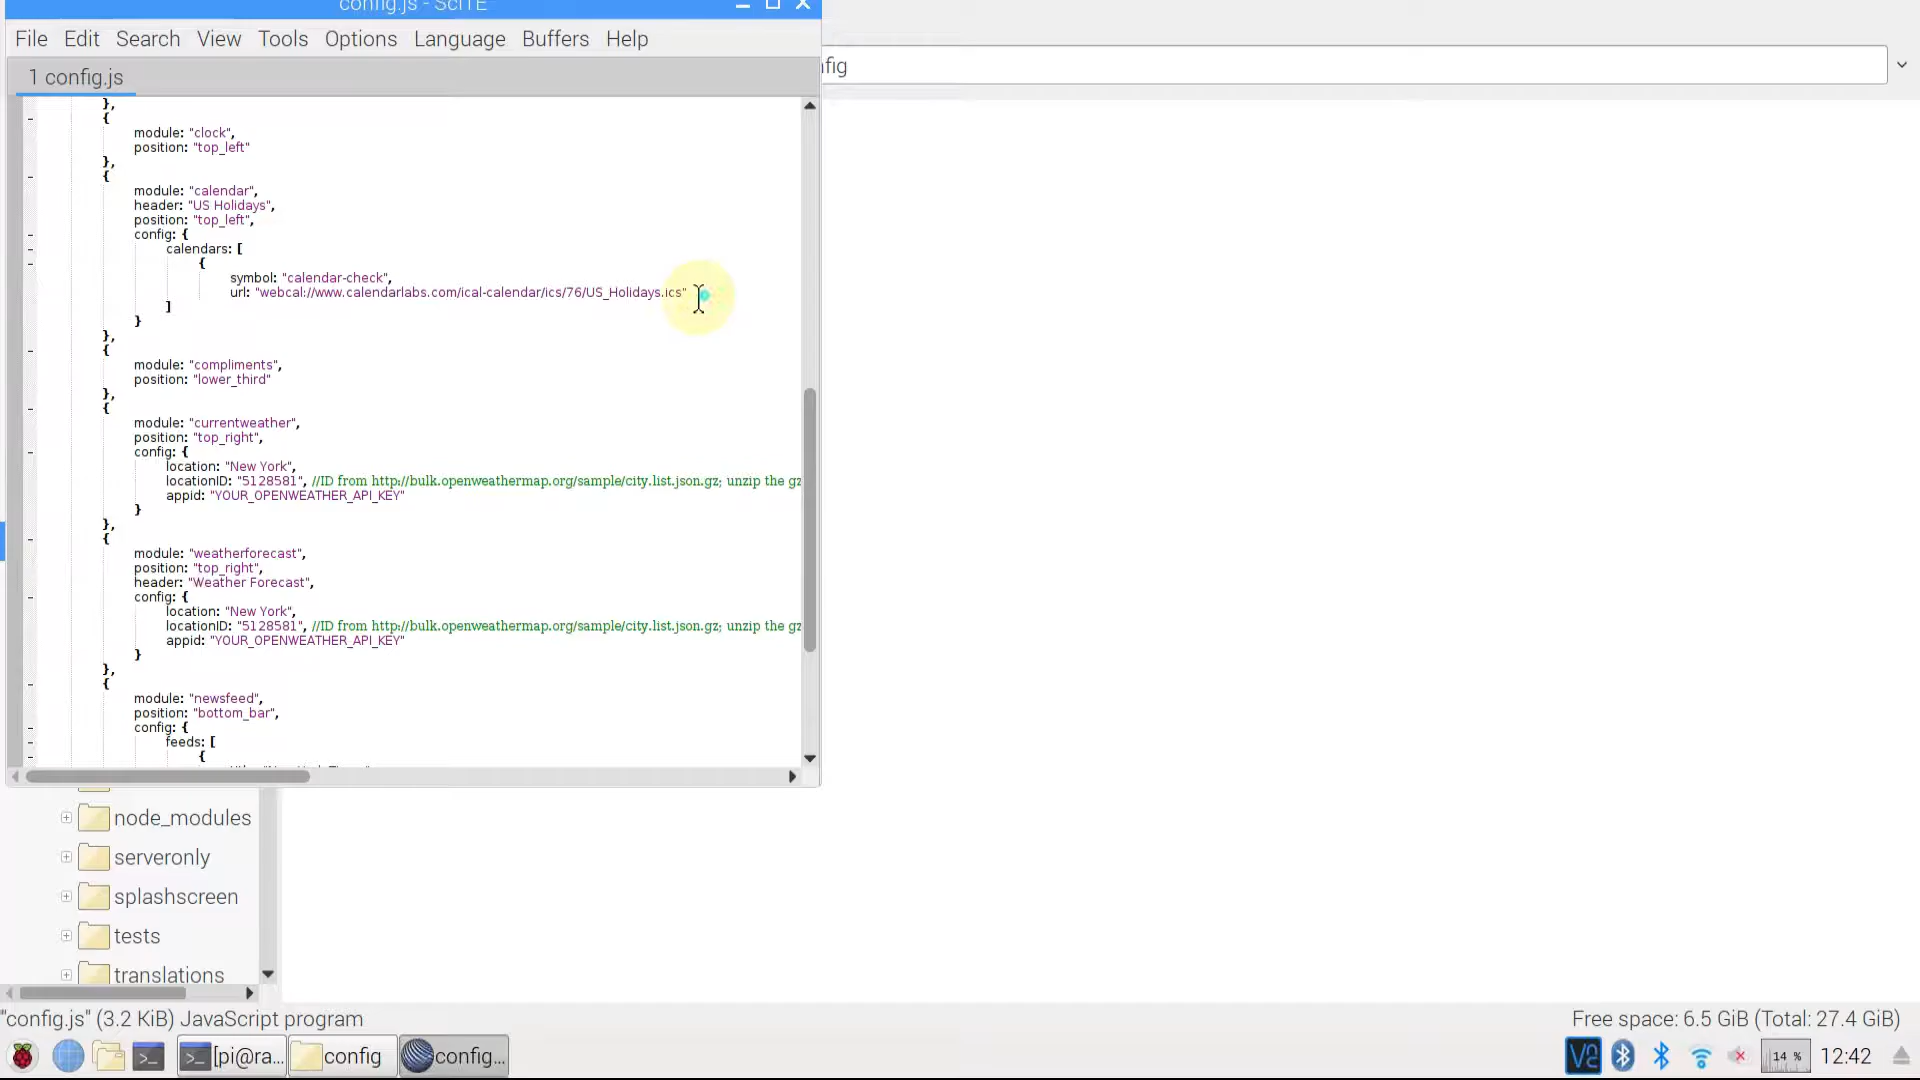 config.js - SciTE
File Edit Search View Tools Options Language Buffers Help
1 config.js
},
{
module: "clock",
position: "top_left"
},
{
module: "calendar",
header: "US Holidays",
position: "top_left",
config: {
calendars: [
{
symbol: "calendar-check",
url: "webcal://www.calendarlabs.com/ical-calendar/ics/76/US_Holidays.ics"
]
}
},
{
module: "compliments",
position: "lower_third"
},
{
module: "currentweather",
position: "top_right",
config: {
location: "New York",
locationID: "5128581", //ID from http://bulk.openweathermap.org/sample/city.list.json.gz; unzip the gz
appid: "YOUR_OPENWEATHER_API_KEY"
}
},
{
module: "weatherforecast",
position: "top_right",
header: "Weather Forecast",
config: {
location: "New York",
locationID: "5128581", //ID from http://bulk.openweathermap.org/sample/city.list.json.gz; unzip the gz
appid: "YOUR_OPENWEATHER_API_KEY"
}
},
{
module: "newsfeed",
position: "bottom_bar",
config: {
feeds: [
{
nfig
node_modules
serveronly
splashscreen
tests
translations
"config.js" (3.2 KiB) JavaScript program
Free space: 6.5 GiB (Total: 27.4 GiB)
[pi@ra... config config... V2 14 % 12:42